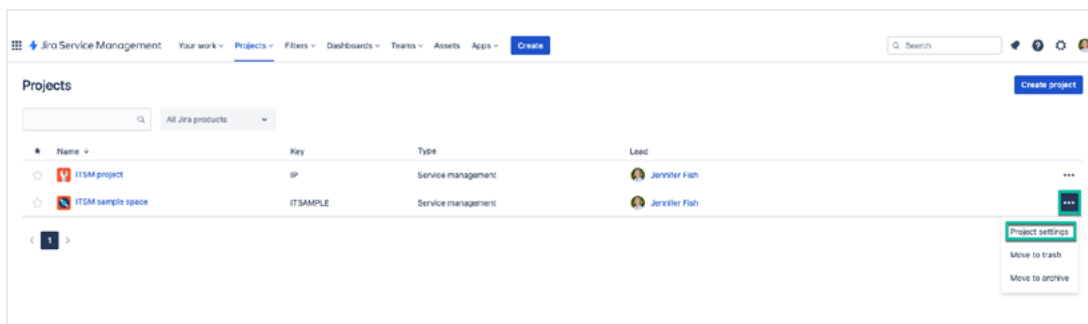 Jira Service Management Your work Projects Filters Dashboards Teams Assets Apps Create Search
Projects
Create project
All Jira products
Name Key Type Lead
ITSM project IP Service management Jennifer Fish
ITSM sample space ITSAMPLE Service management Jennifer Fish
1
Project settings
Move to trash
Move to archive